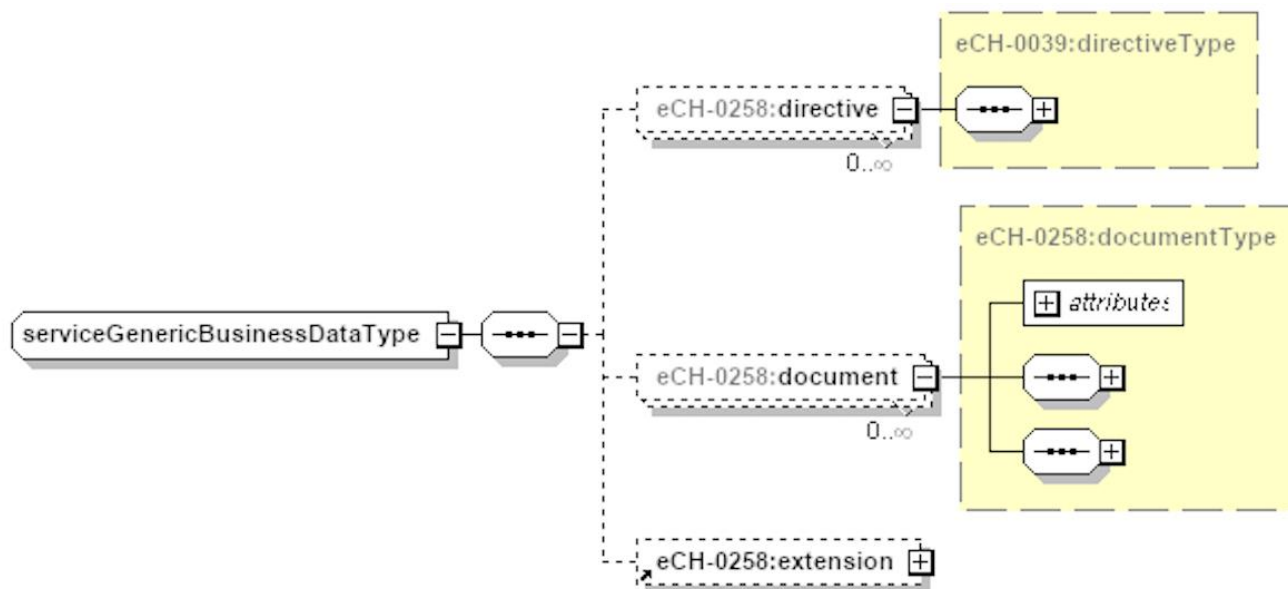 eCH-0039:directiveType
eCH-0258:directive
0..∞
eCH-0258:documentType
attributes
serviceGenericBusinessDataType
eCH-0258:document
0..∞
eCH-0258:extension